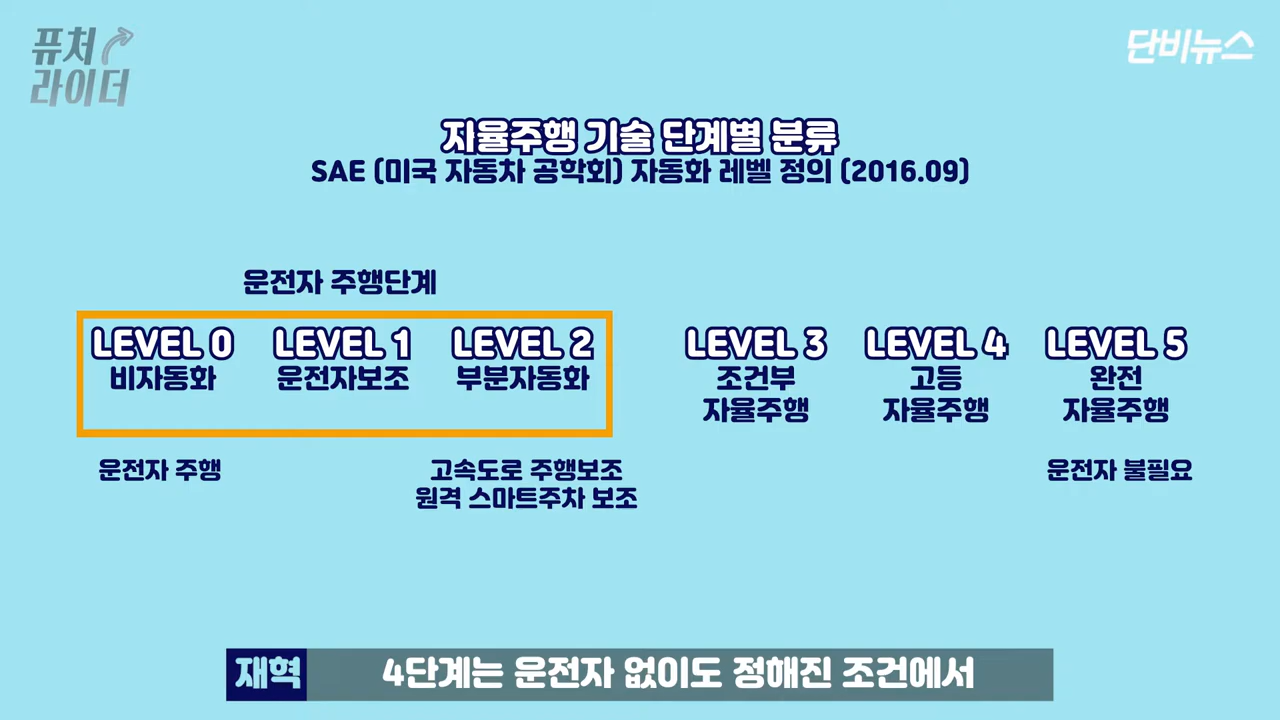 퓨처
라이더
단비뉴스
자율주행 기술 단계별 분류
SAE (미국 자동차 공학회) 자동화 레벨 정의 (2016.09)
운전자 주행단계
LEVEL 0
비자동화
LEVEL 1
운전자보조
LEVEL 2
부분자동화
LEVEL 3
조건부
자율주행
LEVEL 4
고등
자율주행
LEVEL 5
완전
자율주행
운전자 주행
고속도로 주행보조
원격 스마트주차 보조
운전자 불필요
재혁
4단계는 운전자 없이도 정해진 조건에서